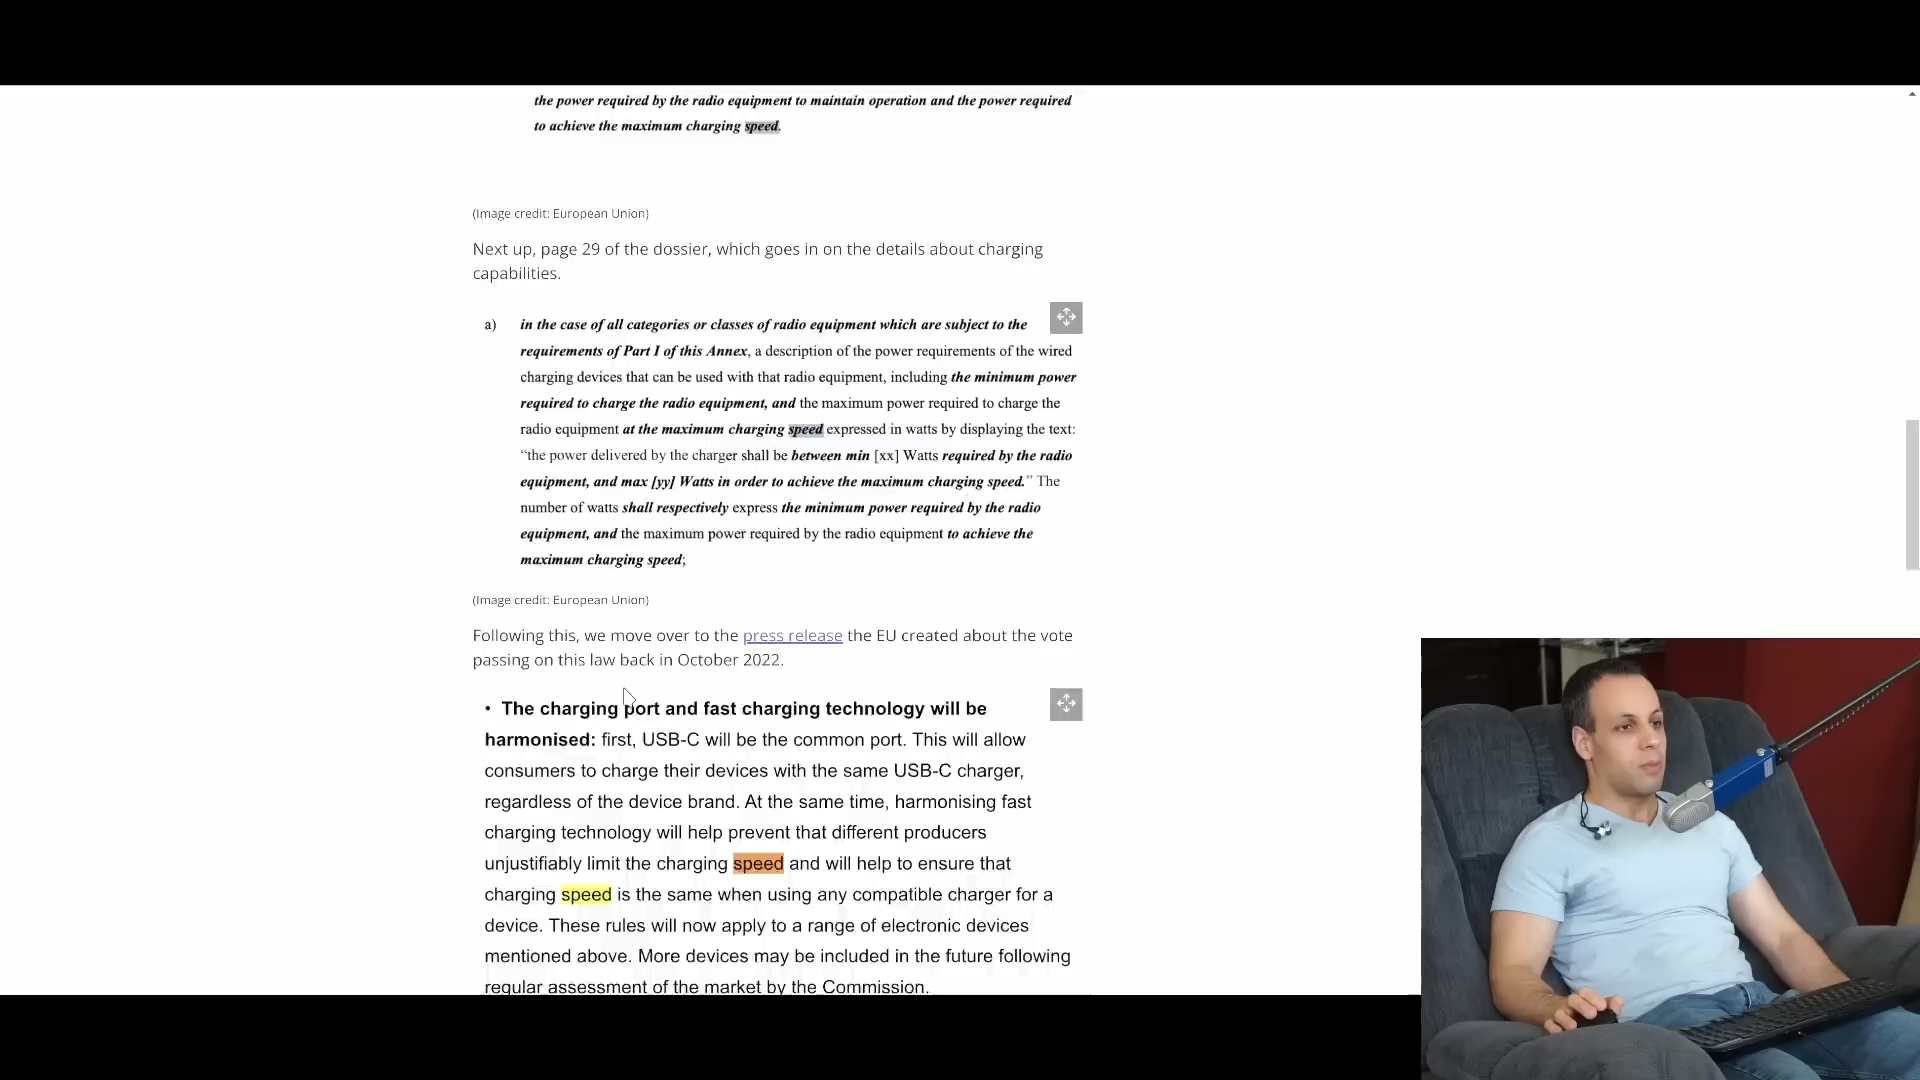 the power required by the radio equipment to maintain operation and the power required
to achieve the maximum charging speed.
(Image credit: European Union)
Next up, page 29 of the dossier, which goes in on the details about charging
capabilities.
a) in the case of all categories or classes of radio equipment which are subject to the
requirements of Part I of this Annex, a description of the power requirements of the wired
charging devices that can be used with that radio equipment, including the minimum power
required to charge the radio equipment, and the maximum power required to charge the
radio equipment at the maximum charging speed expressed in watts by displaying the text:
“the power delivered by the charger shall be between min [xx] Watts required by the radio
equipment, and max [yy] Watts in order to achieve the maximum charging speed.” The
number of watts shall respectively express the minimum power required by the radio
equipment, and the maximum power required by the radio equipment to achieve the
maximum charging speed;
(Image credit: European Union)
Following this, we move over to the press release the EU created about the vote
passing on this law back in October 2022.
• The charging port and fast charging technology will be
harmonised: first, USB-C will be the common port. This will allow
consumers to charge their devices with the same USB-C charger,
regardless of the device brand. At the same time, harmonising fast
charging technology will help prevent that different producers
unjustifiably limit the charging speed and will help to ensure that
charging speed is the same when using any compatible charger for a
device. These rules will now apply to a range of electronic devices
mentioned above. More devices may be included in the future following
regular assessment of the market by the Commission.